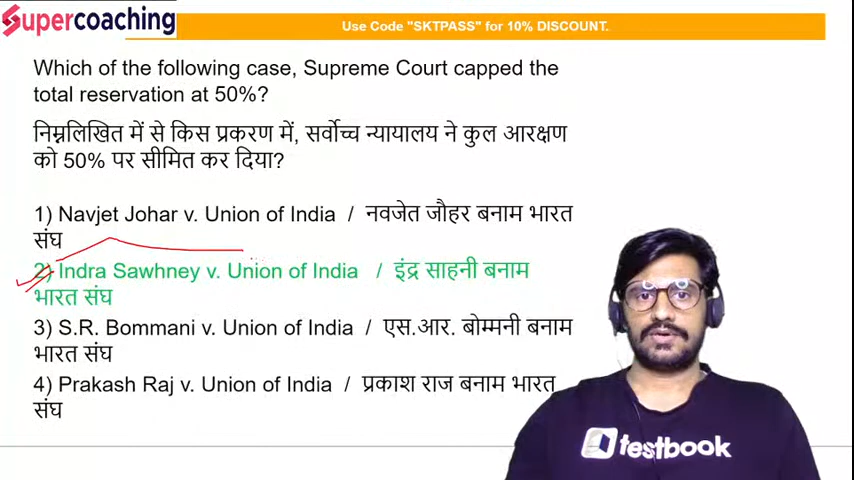 Supercoaching
Use Code "SKTPASS" for 10% DISCOUNT.
Which of the following case, Supreme Court capped the
total reservation at 50%?
निम्नलिखित में से किस प्रकरण में, सर्वोच्च न्यायालय ने कुल आरक्षण
को 50% पर सीमित कर दिया?
1) Navjet Johar v. Union of India / नवजेत जौहर बनाम भारत
संघ
2) Indra Sawhney v. Union of India / इंद्र साहनी बनाम
भारत संघ
3) S.R. Bommani v. Union of India / एस.आर. बोम्मनी बनाम
भारत संघ
4) Prakash Raj v. Union of India / प्रकाश राज बनाम भारत
संघ
testbook